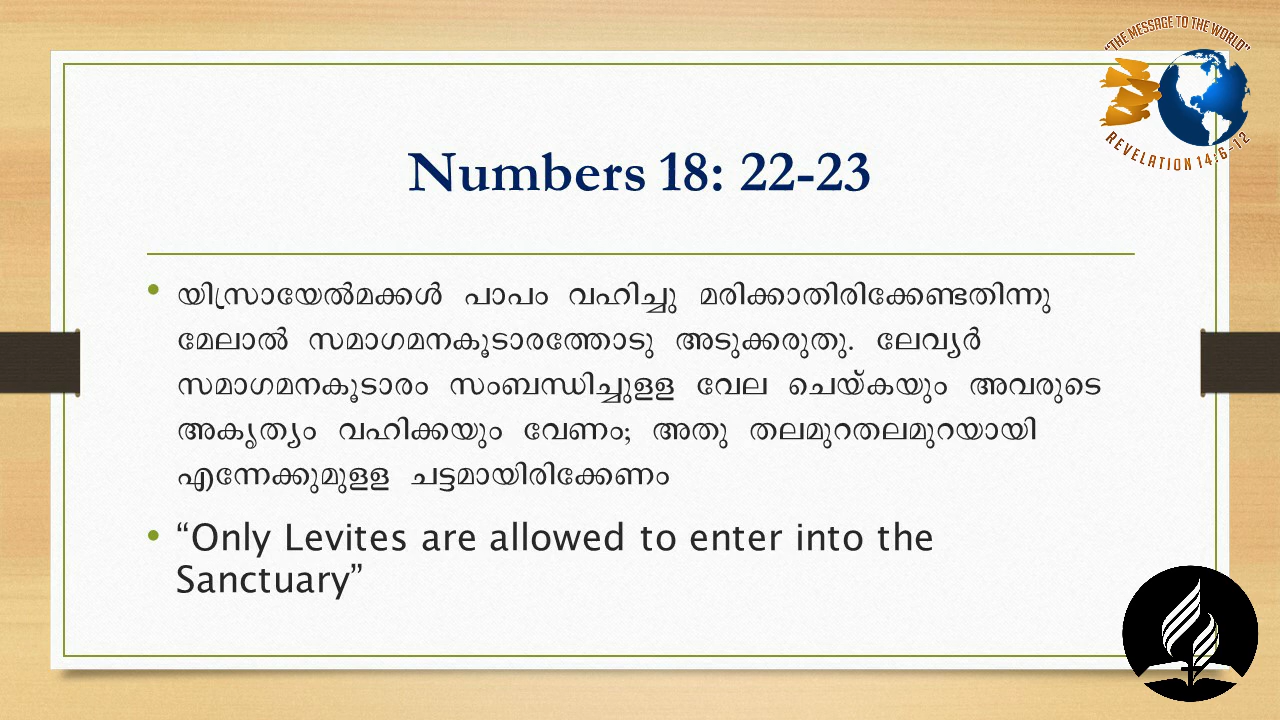 "THE MESSAGE TO THE WORLD"
REVELATION 14:6-12
Numbers 18: 22-23
• യിസ്രായേൽമക്കൾ പാപം വഹിച്ചു മരിക്കാതിരിക്കേണ്ടതിന്നു
മേലാൽ സമാഗമനകൂടാരത്തോടു അടുക്കരുതു. ലേവ്യർ
സമാഗമനകൂടാരം സംബന്ധിച്ചുളള വേല ചെയ്കയും അവരുടെ
അകൃത്യം വഹിക്കയും വേണം; അതു തലമുറതലമുറയായി
എന്നേക്കുമുളള ചട്ടമായിരിക്കേണം
• “Only Levites are allowed to enter into the
Sanctuary”